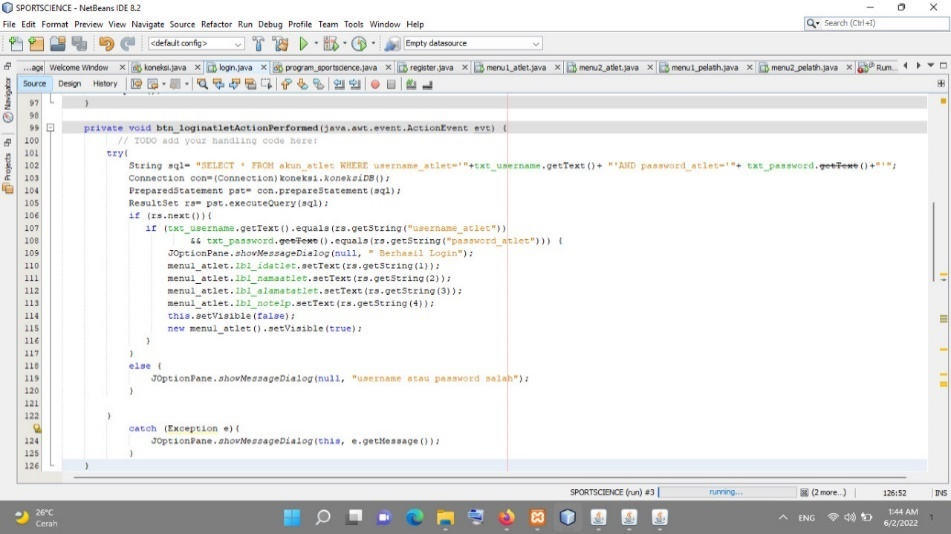 SPORTSCIENCE - NetBeans IDE 8.2
File Edit Format Preview View Navigate Source Refactor Run Debug Profile Team Tools Window Help
Search (Ctrl+I)
<default config>
Empty datasource
...age Welcome Window koneksi.java login.java program_sportscience.java register.java menu1_atlet.java menu2_atlet.java menu1_pelatih.java menu2_pelatih.java Rum...
Source Design History
Navigator
Projects
97 }
98
99 private void btn_loginatletActionPerformed(java.awt.event.ActionEvent evt) {
100 // TODO add your handling code here:
101 try{
102 String sql= "SELECT * FROM akun_atlet WHERE username_atlet='"+txt_username.getText()+ "'AND password_atlet='"+ txt_password.getText()+"'";
103 Connection con=(Connection)koneksi.koneksiDB();
104 PreparedStatement pst= con.prepareStatement(sql);
105 ResultSet rs= pst.executeQuery(sql);
106 if (rs.next()){
107 if (txt_username.getText().equals(rs.getString("username_atlet"))
108 && txt_password.getText().equals(rs.getString("password_atlet"))) {
109 JOptionPane.showMessageDialog(null, " Berhasil Login");
110 menu1_atlet.lbl_idatlet.setText(rs.getString(1));
111 menu1_atlet.lbl_namaatlet.setText(rs.getString(2));
112 menu1_atlet.lbl_alamatatlet.setText(rs.getString(3));
113 menu1_atlet.lbl_notelp.setText(rs.getString(4));
114 this.setVisible(false);
115 new menu1_atlet().setVisible(true);
116 }
117 }
118 else {
119 JOptionPane.showMessageDialog(null, "username atau password salah");
120 }
121
122 }
catch (Exception e){
124 JOptionPane.showMessageDialog(this, e.getMessage());
125 }
126 }
SPORTSCIENCE (run) #3 running... (2 more...) 126:52 INS
26°C
Cerah
ENG
1:44 AM
6/2/2022
1